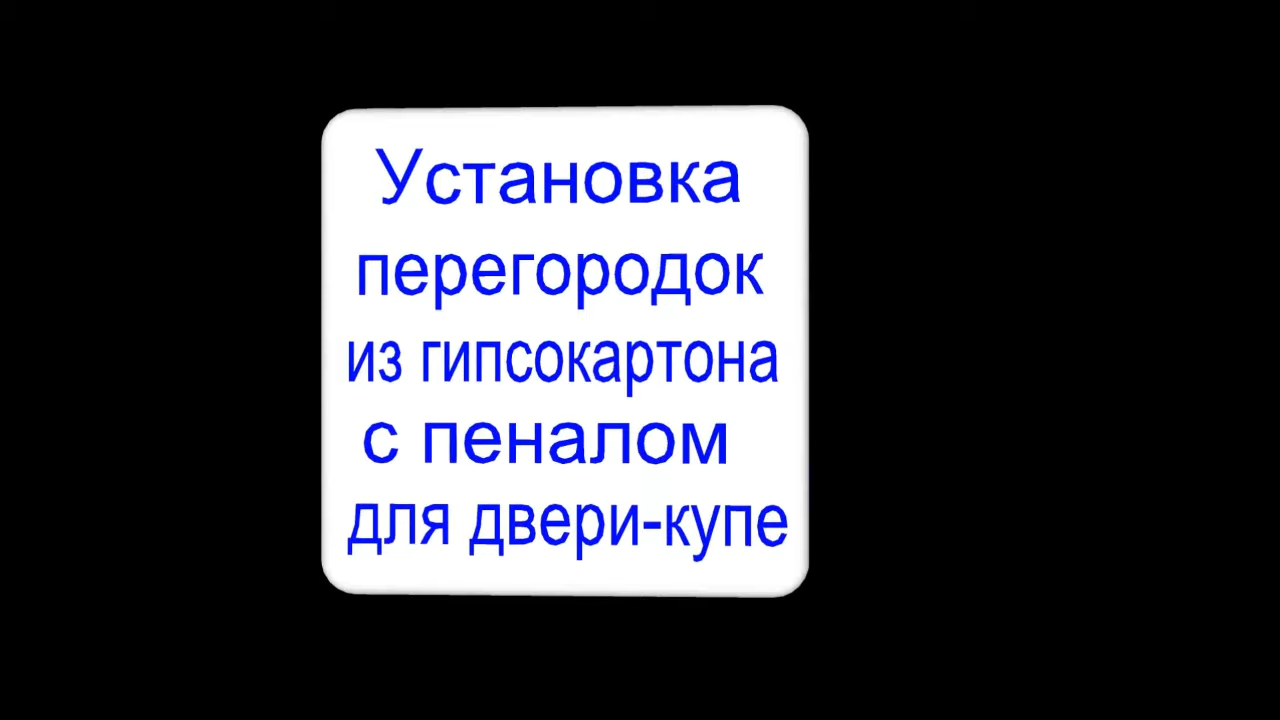 Установка
перегородок
из гипсокартона
с пеналом
для двери-купе